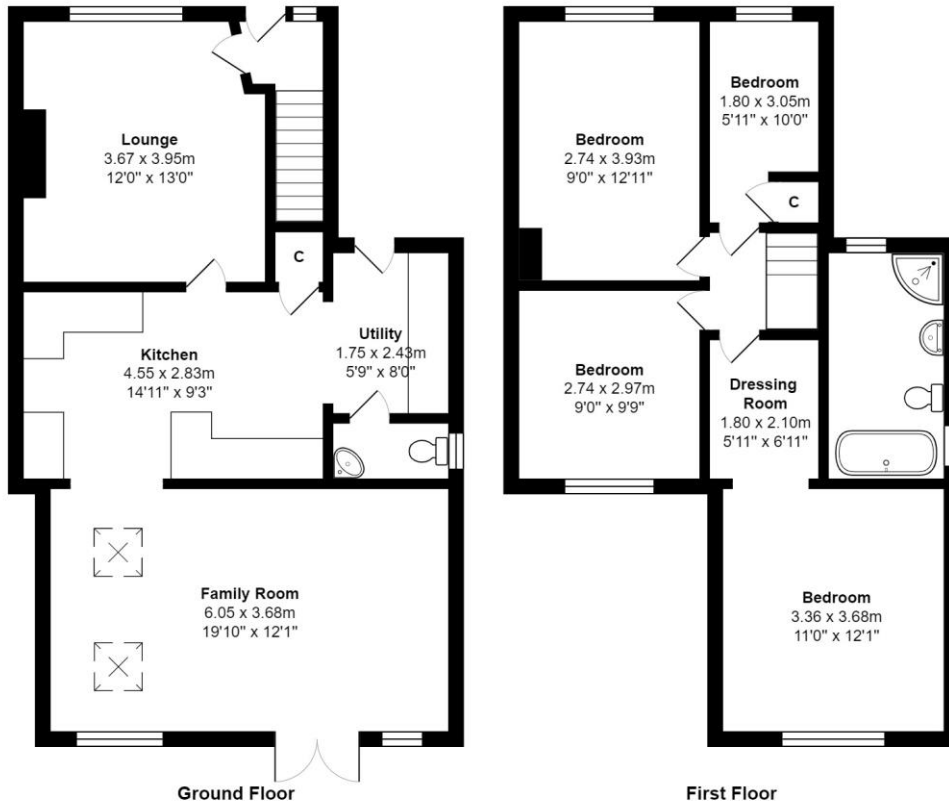 Lounge
3.67 x 3.95m
12'0" x 13'0"
C
Kitchen
4.55 x 2.83m
14'11" x 9'3"
Utility
1.75 x 2.43m
5'9" x 8'0"
Family Room
6.05 x 3.68m
19'10" x 12'1"
Ground Floor
Bedroom
2.74 x 3.93m
9'0" x 12'11"
Bedroom
1.80 x 3.05m
5'11" x 10'0"
C
Bedroom
2.74 x 2.97m
9'0" x 9'9"
Dressing
Room
1.80 x 2.10m
5'11" x 6'11"
Bedroom
3.36 x 3.68m
11'0" x 12'1"
First Floor